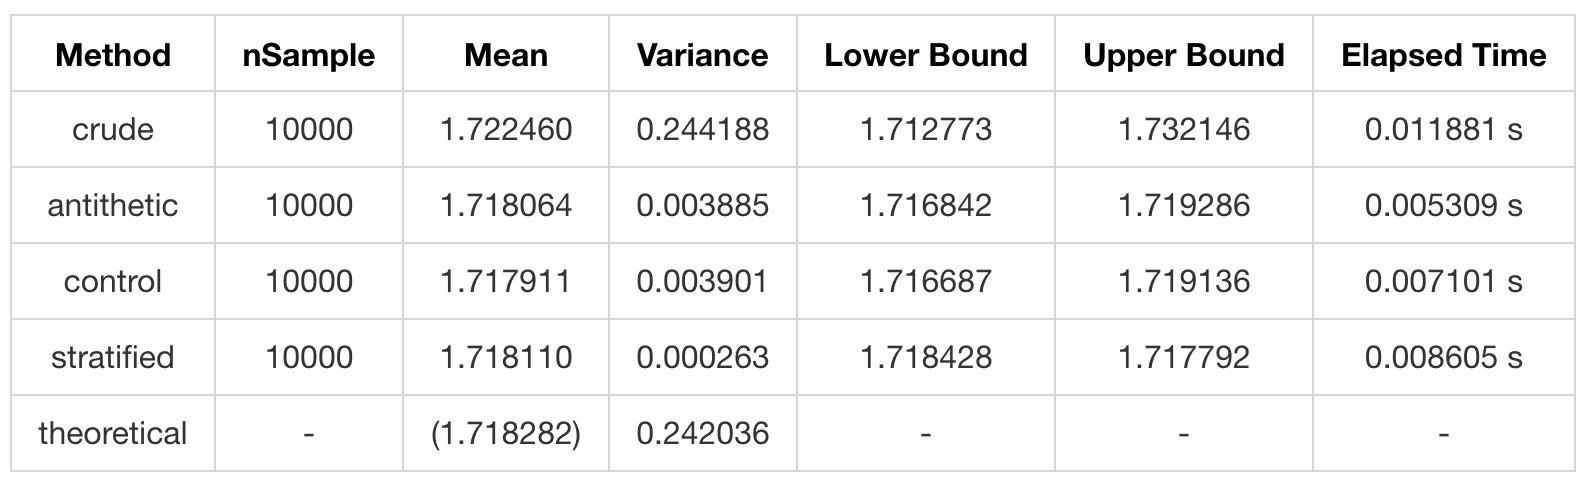 Method nSample Mean Variance Lower Bound Upper Bound Elapsed Time
crude 10000 1.722460 0.244188 1.712773 1.732146 0.011881 s
antithetic 10000 1.718064 0.003885 1.716842 1.719286 0.005309 s
control 10000 1.717911 0.003901 1.716687 1.719136 0.007101 s
stratified 10000 1.718110 0.000263 1.718428 1.717792 0.008605 s
theoretical - (1.718282) 0.242036 - - -